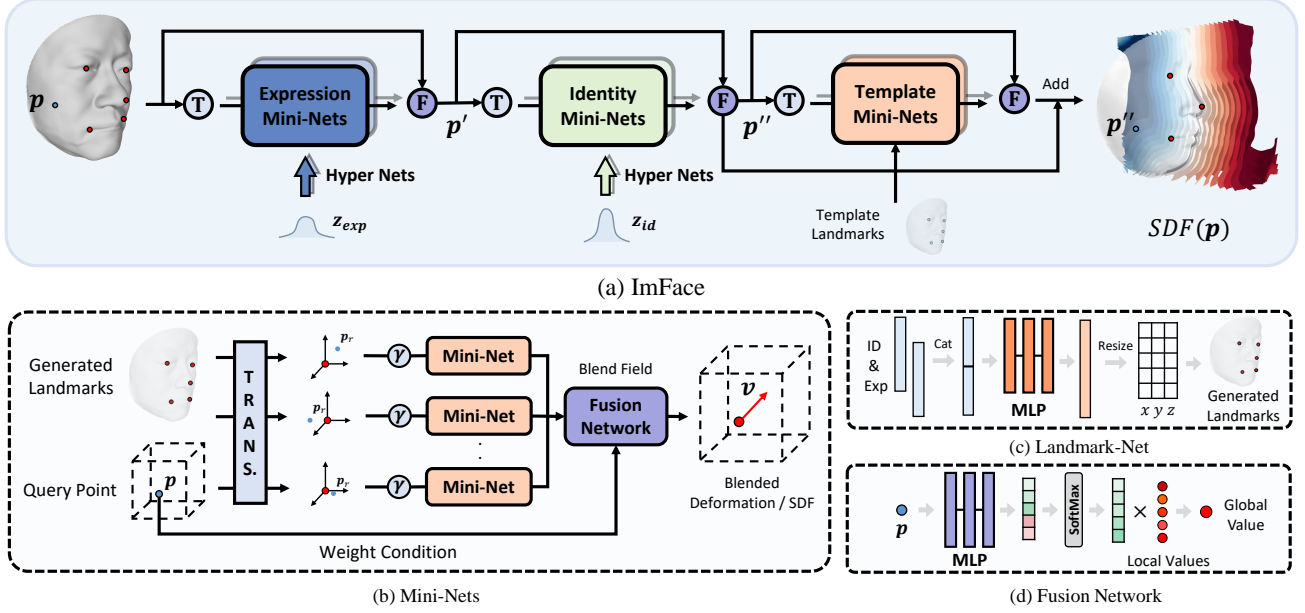 p
T
Expression
Mini-Nets
F
p′
T
Identity
Mini-Nets
F
p′′
T
Template
Mini-Nets
F
Add
p′′
Hyper Nets
z_exp
Hyper Nets
z_id
Template
Landmarks
SDF(p)
(a) ImFace
Generated
Landmarks
Query Point
p
TRANS.
p_r
γ
Mini-Net
p_r
γ
Mini-Net
.
.
p_r
γ
Mini-Net
Blend Field
Fusion
Network
v
Blended
Deformation / SDF
Weight Condition
(b) Mini-Nets
ID
&
Exp
Cat
MLP
Resize
x y z
Generated
Landmarks
(c) Landmark-Net
p
MLP
SoftMax
×
Local Values
Global
Value
(d) Fusion Network